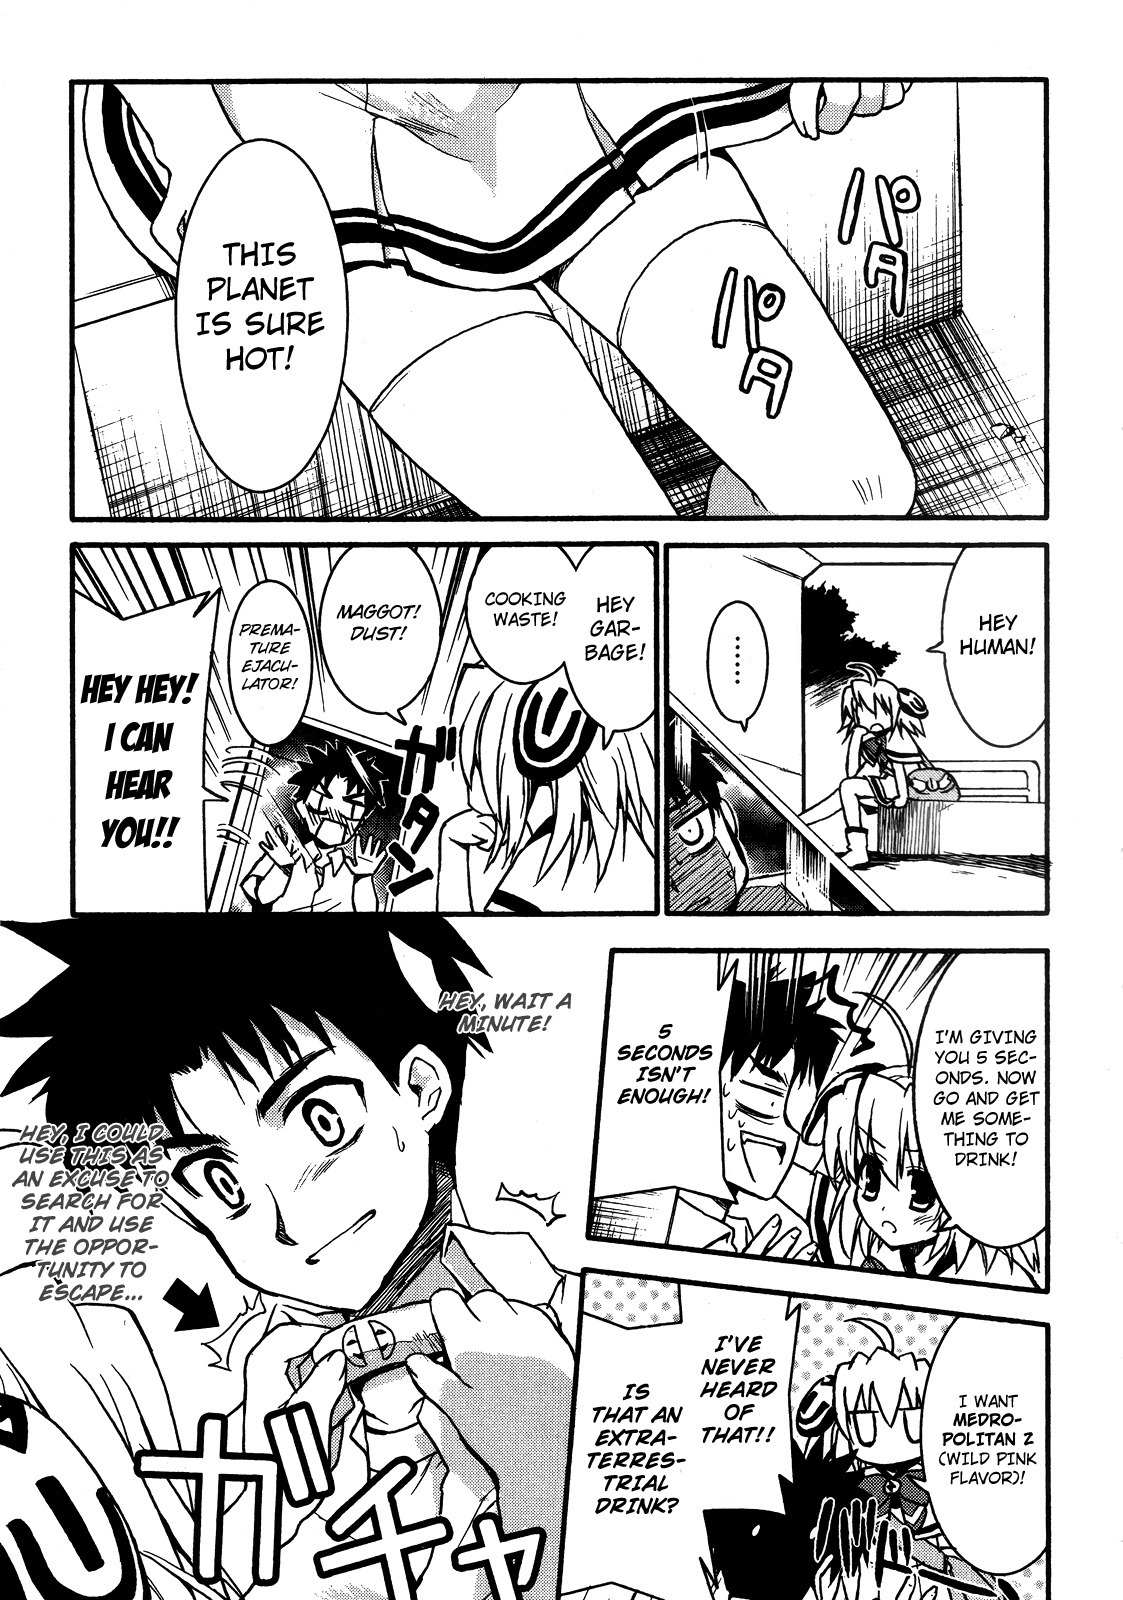 THIS
PLANET
IS SURE
HOT!
パタ
パタ
HEY
HUMAN!
........
HEY
GAR-
BAGE!
COOKING
WASTE!
MAGGOT!
DUST!
PREMA-
TURE
EJACU-
LATOR!
ガタン
HEY HEY!
I CAN
HEAR
YOU!!
I'M GIVING
YOU 5 SEC-
ONDS. NOW
GO AND GET
ME SOME-
THING TO
DRINK!
5
SECONDS
ISN'T
ENOUGH!
I WANT
MEDRO-
POLITAN 2
(WILD PINK
FLAVOR)!
I'VE
NEVER
HEARD
OF
THAT!!
IS
THAT AN
EXTRA-
TERRES-
TRIAL
DRINK?
HEY, WAIT A
MINUTE!
HEY, I COULD
USE THIS AS
AN EXCUSE TO
SEARCH FOR
IT AND USE
THE OPPOR-
TUNITY TO
ESCAPE...
ガチャ